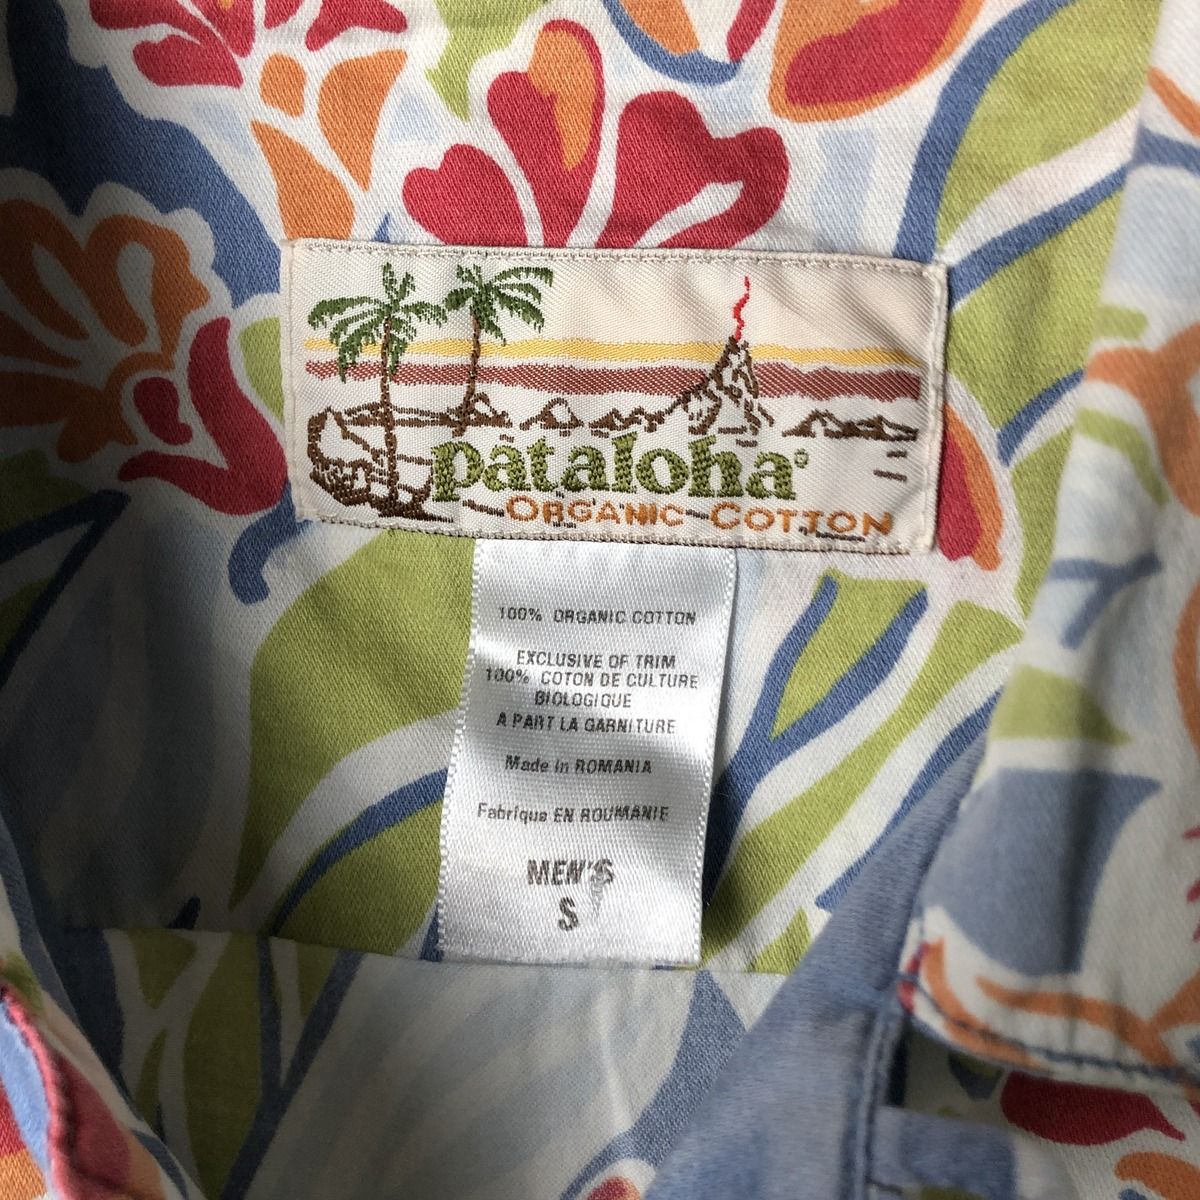 pataloha®
ORGANIC COTTON
100% ORGANIC COTTON
EXCLUSIVE OF TRIM
100% COTON DE CULTURE
BIOLOGIQUE
A PART LA GARNITURE
Made in ROMANIA
Fabrique EN ROUMANIE
MEN'S
S